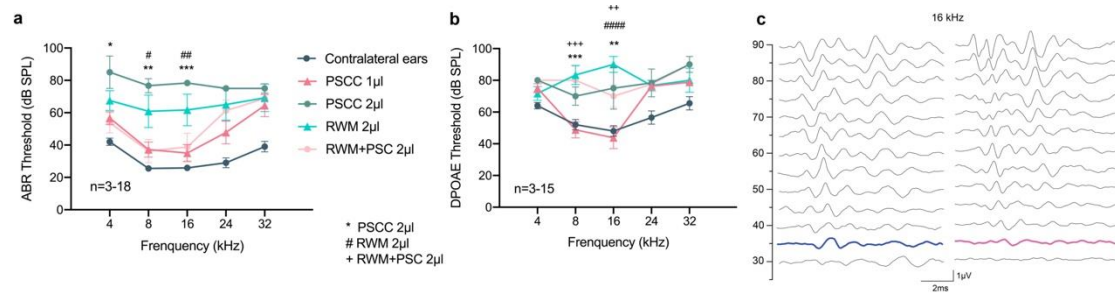 a
ABR Threshold (dB SPL)
100
80
60
40
20
0
*
#
**
##
***
n=3-18
4
8
16
24
32
Frenquency (kHz)
Contralateral ears
PSCC 1µl
PSCC 2µl
RWM 2µl
RWM+PSC 2µl
* PSCC 2µl
# RWM 2µl
+ RWM+PSC 2µl
b
DPOAE Threshold (dB SPL)
100
80
60
40
20
0
+++
***
++
####
**
n=3-15
4
8
16
24
32
Frenquency (kHz)
c
16 kHz
90
80
70
60
50
40
30
1µV
2ms